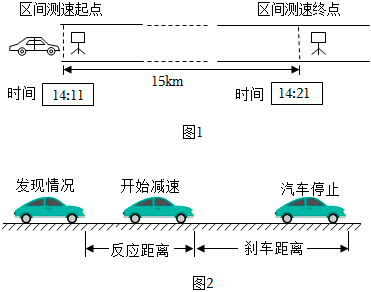 区间测速起点 区间测速终点
15km
时间 14:11 时间 14:21
图1
发现情况 开始减速 汽车停止
反应距离 刹车距离
图2